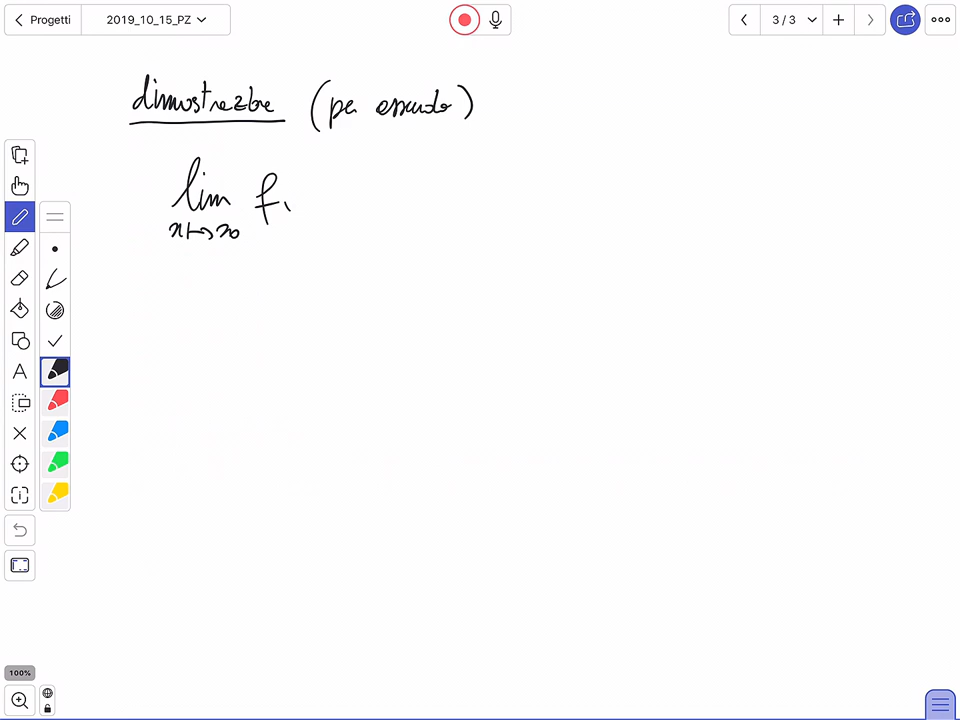 Progetti 2019_10_15_PZ 3 / 3
dimostrazione (per assurdo)
lim f
x→x0
100%